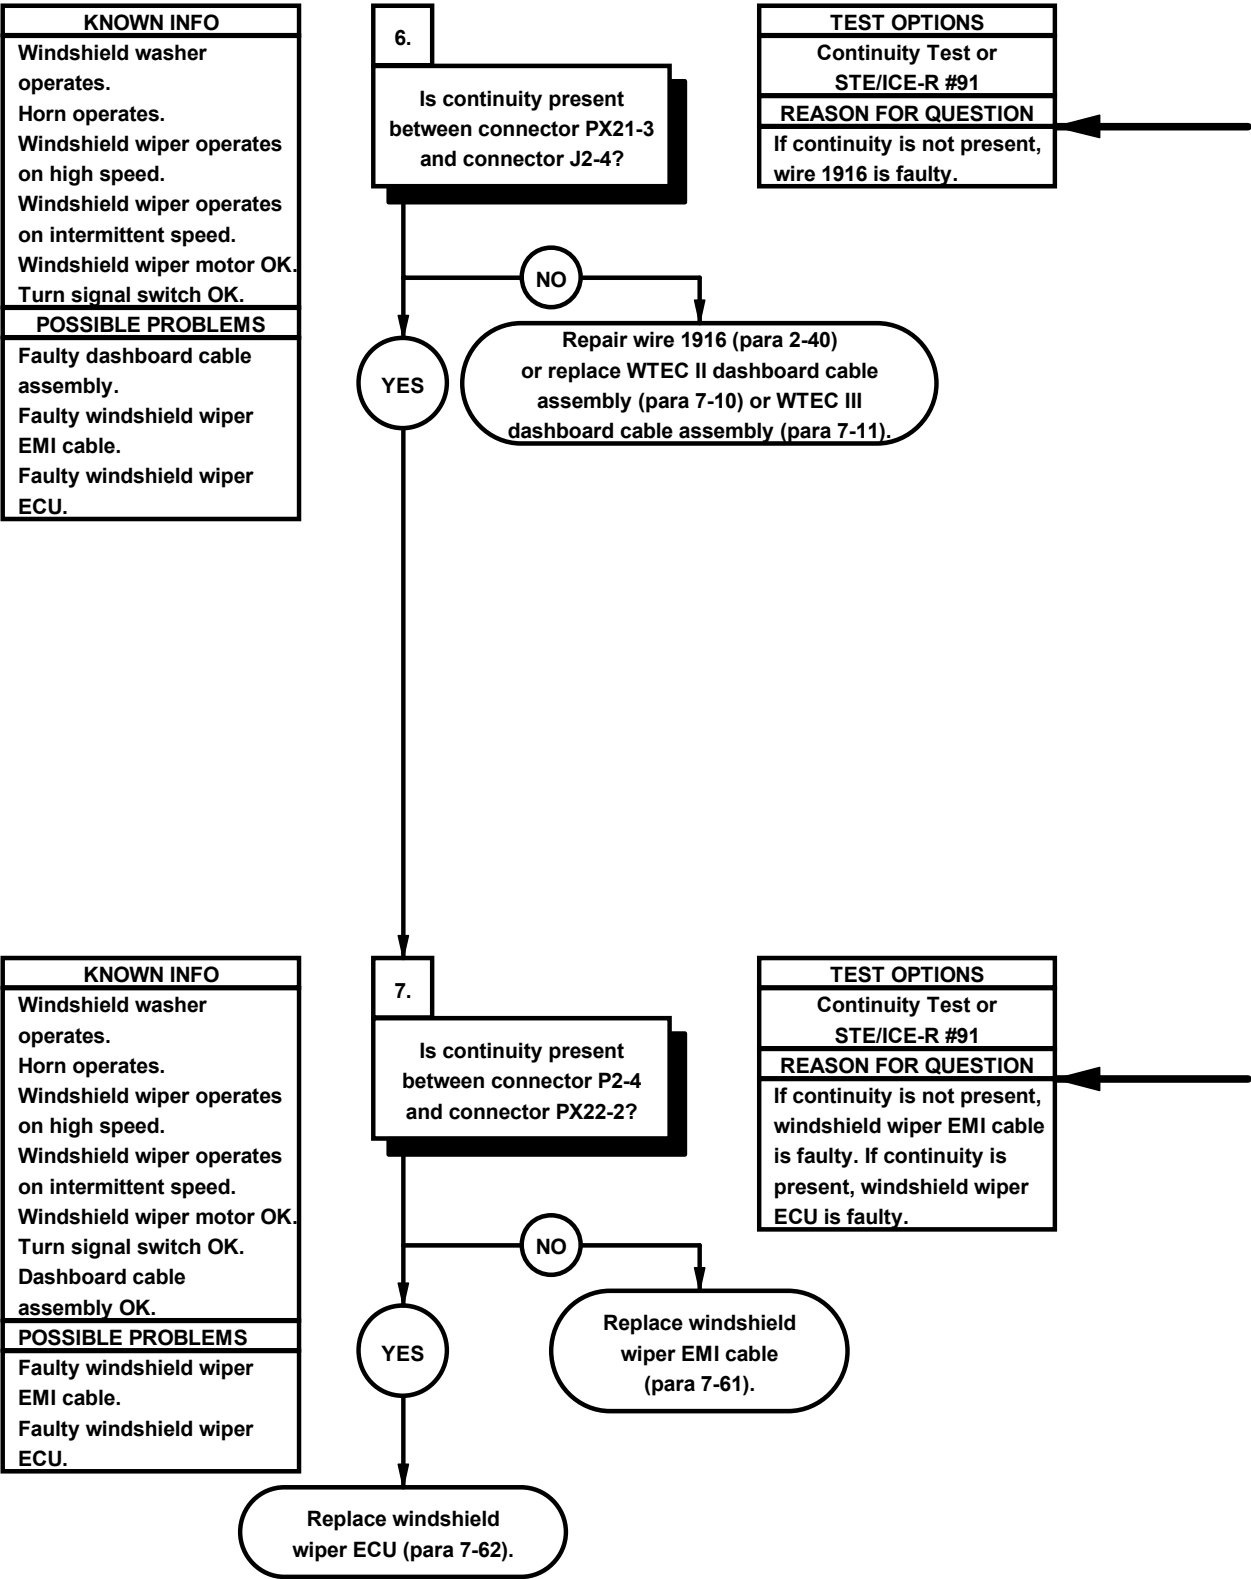 KNOWN INFO
Windshield washer
operates.
Horn operates.
Windshield wiper operates
on high speed.
Windshield wiper operates
on intermittent speed.
Windshield wiper motor OK.
Turn signal switch OK.
POSSIBLE PROBLEMS
Faulty dashboard cable
assembly.
Faulty windshield wiper
EMI cable.
Faulty windshield wiper
ECU.
6.
Is continuity present
between connector PX21-3
and connector J2-4?
TEST OPTIONS
Continuity Test or
STE/ICE-R #91
REASON FOR QUESTION
If continuity is not present,
wire 1916 is faulty.
NO
YES
Repair wire 1916 (para 2-40)
or replace WTEC II dashboard cable
assembly (para 7-10) or WTEC III
dashboard cable assembly (para 7-11).
KNOWN INFO
Windshield washer
operates.
Horn operates.
Windshield wiper operates
on high speed.
Windshield wiper operates
on intermittent speed.
Windshield wiper motor OK.
Turn signal switch OK.
Dashboard cable
assembly OK.
POSSIBLE PROBLEMS
Faulty windshield wiper
EMI cable.
Faulty windshield wiper
ECU.
7.
Is continuity present
between connector P2-4
and connector PX22-2?
TEST OPTIONS
Continuity Test or
STE/ICE-R #91
REASON FOR QUESTION
If continuity is not present,
windshield wiper EMI cable
is faulty. If continuity is
present, windshield wiper
ECU is faulty.
NO
YES
Replace windshield
wiper EMI cable
(para 7-61).
Replace windshield
wiper ECU (para 7-62).